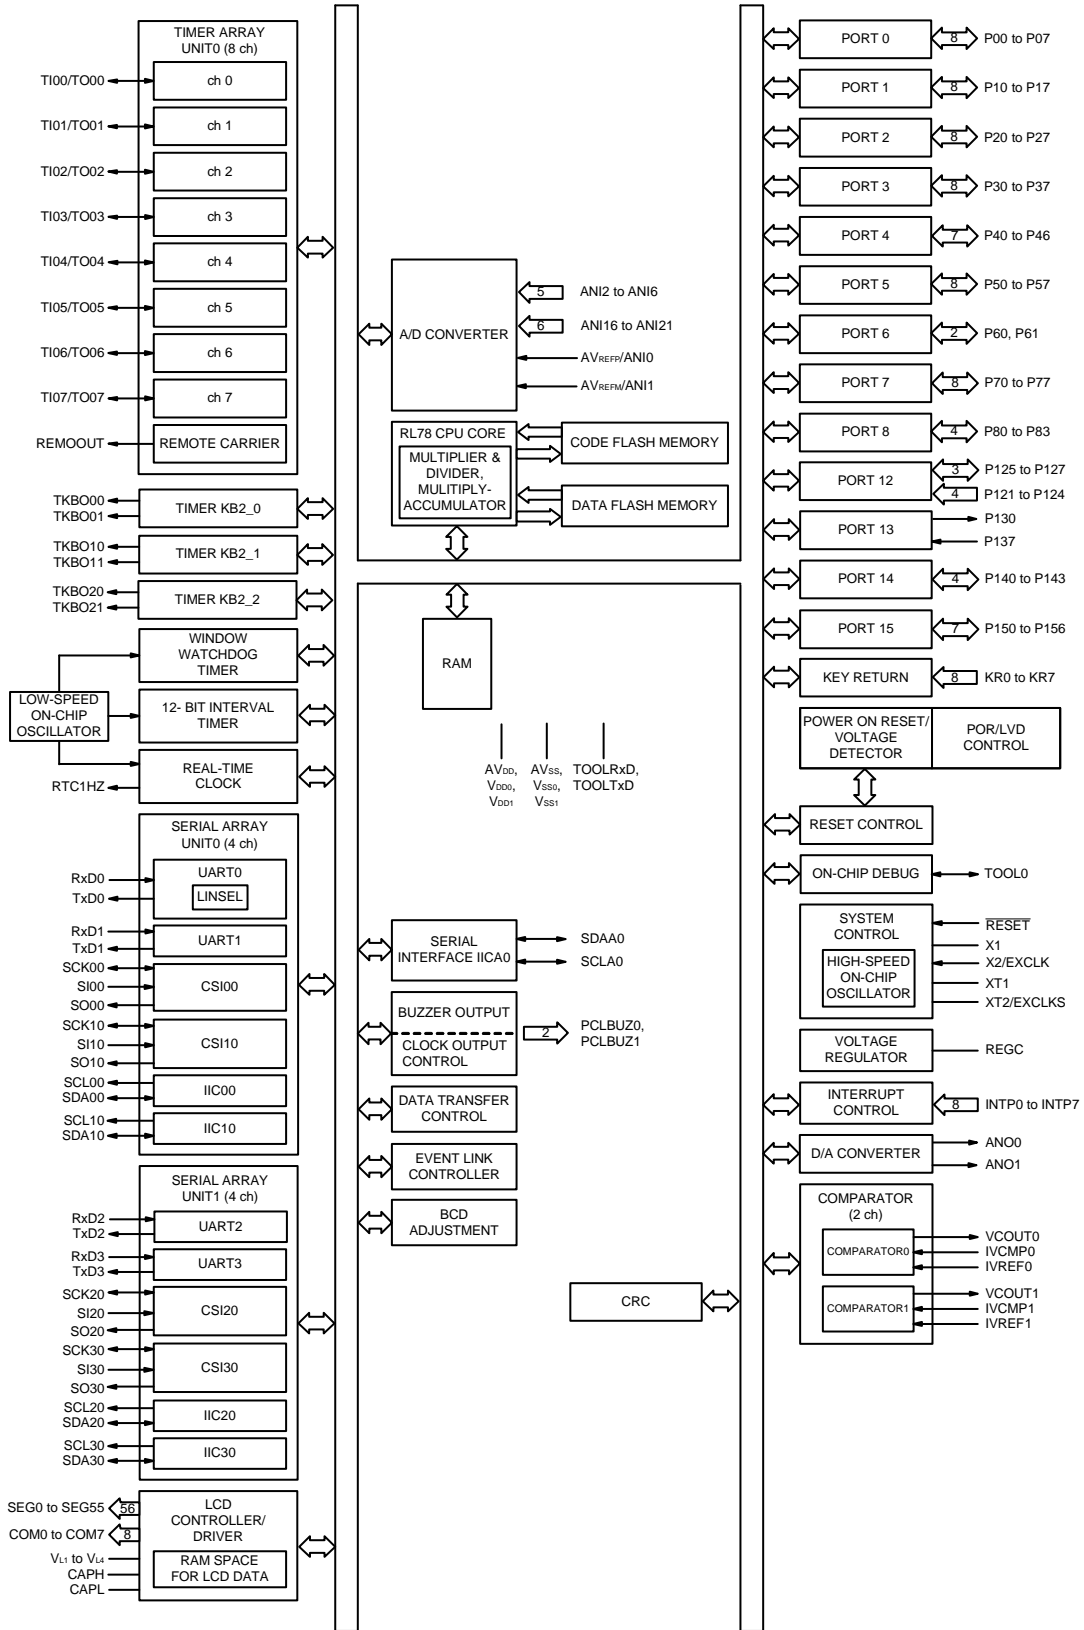 TIMER ARRAY
UNIT0 (8 ch)
TI00/TO00
ch 0
TI01/TO01
ch 1
TI02/TO02
ch 2
TI03/TO03
ch 3
TI04/TO04
ch 4
TI05/TO05
ch 5
TI06/TO06
ch 6
TI07/TO07
ch 7
REMOOUT
REMOTE CARRIER
TKBO00
TKBO01
TIMER KB2_0
TKBO10
TKBO11
TIMER KB2_1
TKBO20
TKBO21
TIMER KB2_2
WINDOW
WATCHDOG
TIMER
LOW-SPEED
ON-CHIP
OSCILLATOR
12- BIT INTERVAL
TIMER
REAL-TIME
CLOCK
RTC1HZ
SERIAL ARRAY
UNIT0 (4 ch)
RxD0
TxD0
UART0
LINSEL
RxD1
TxD1
UART1
SCK00
SI00
SO00
CSI00
SCK10
SI10
SO10
CSI10
SCL00
SDA00
IIC00
SCL10
SDA10
IIC10
SERIAL ARRAY
UNIT1 (4 ch)
RxD2
TxD2
UART2
RxD3
TxD3
UART3
SCK20
SI20
SO20
CSI20
SCK30
SI30
SO30
CSI30
SCL20
SDA20
IIC20
SCL30
SDA30
IIC30
SEG0 to SEG55
56
COM0 to COM7
8
VL1 to VL4
CAPH
CAPL
LCD
CONTROLLER/
DRIVER
RAM SPACE
FOR LCD DATA
A/D CONVERTER
5
ANI2 to ANI6
6
ANI16 to ANI21
AVREFP/ANI0
AVREFM/ANI1
RL78 CPU CORE
MULTIPLIER &
DIVIDER,
MULITIPLY-
ACCUMULATOR
CODE FLASH MEMORY
DATA FLASH MEMORY
RAM
AVDD,
VDD0,
VDD1
AVSS,
VSS0,
VSS1
TOOLRxD,
TOOLTxD
SERIAL
INTERFACE IICA0
SDAA0
SCLA0
BUZZER OUTPUT
CLOCK OUTPUT
CONTROL
2
PCLBUZ0,
PCLBUZ1
DATA TRANSFER
CONTROL
EVENT LINK
CONTROLLER
BCD
ADJUSTMENT
CRC
PORT 0
8
P00 to P07
PORT 1
8
P10 to P17
PORT 2
8
P20 to P27
PORT 3
8
P30 to P37
PORT 4
7
P40 to P46
PORT 5
8
P50 to P57
PORT 6
2
P60, P61
PORT 7
8
P70 to P77
PORT 8
4
P80 to P83
PORT 12
3
P125 to P127
4
P121 to P124
PORT 13
P130
P137
PORT 14
4
P140 to P143
PORT 15
7
P150 to P156
KEY RETURN
8
KR0 to KR7
POWER ON RESET/
VOLTAGE
DETECTOR
POR/LVD
CONTROL
RESET CONTROL
ON-CHIP DEBUG
TOOL0
SYSTEM
CONTROL
HIGH-SPEED
ON-CHIP
OSCILLATOR
RESET
X1
X2/EXCLK
XT1
XT2/EXCLKS
VOLTAGE
REGULATOR
REGC
INTERRUPT
CONTROL
8
INTP0 to INTP7
D/A CONVERTER
ANO0
ANO1
COMPARATOR
(2 ch)
COMPARATOR0
VCOUT0
IVCMP0
IVREF0
COMPARATOR1
VCOUT1
IVCMP1
IVREF1